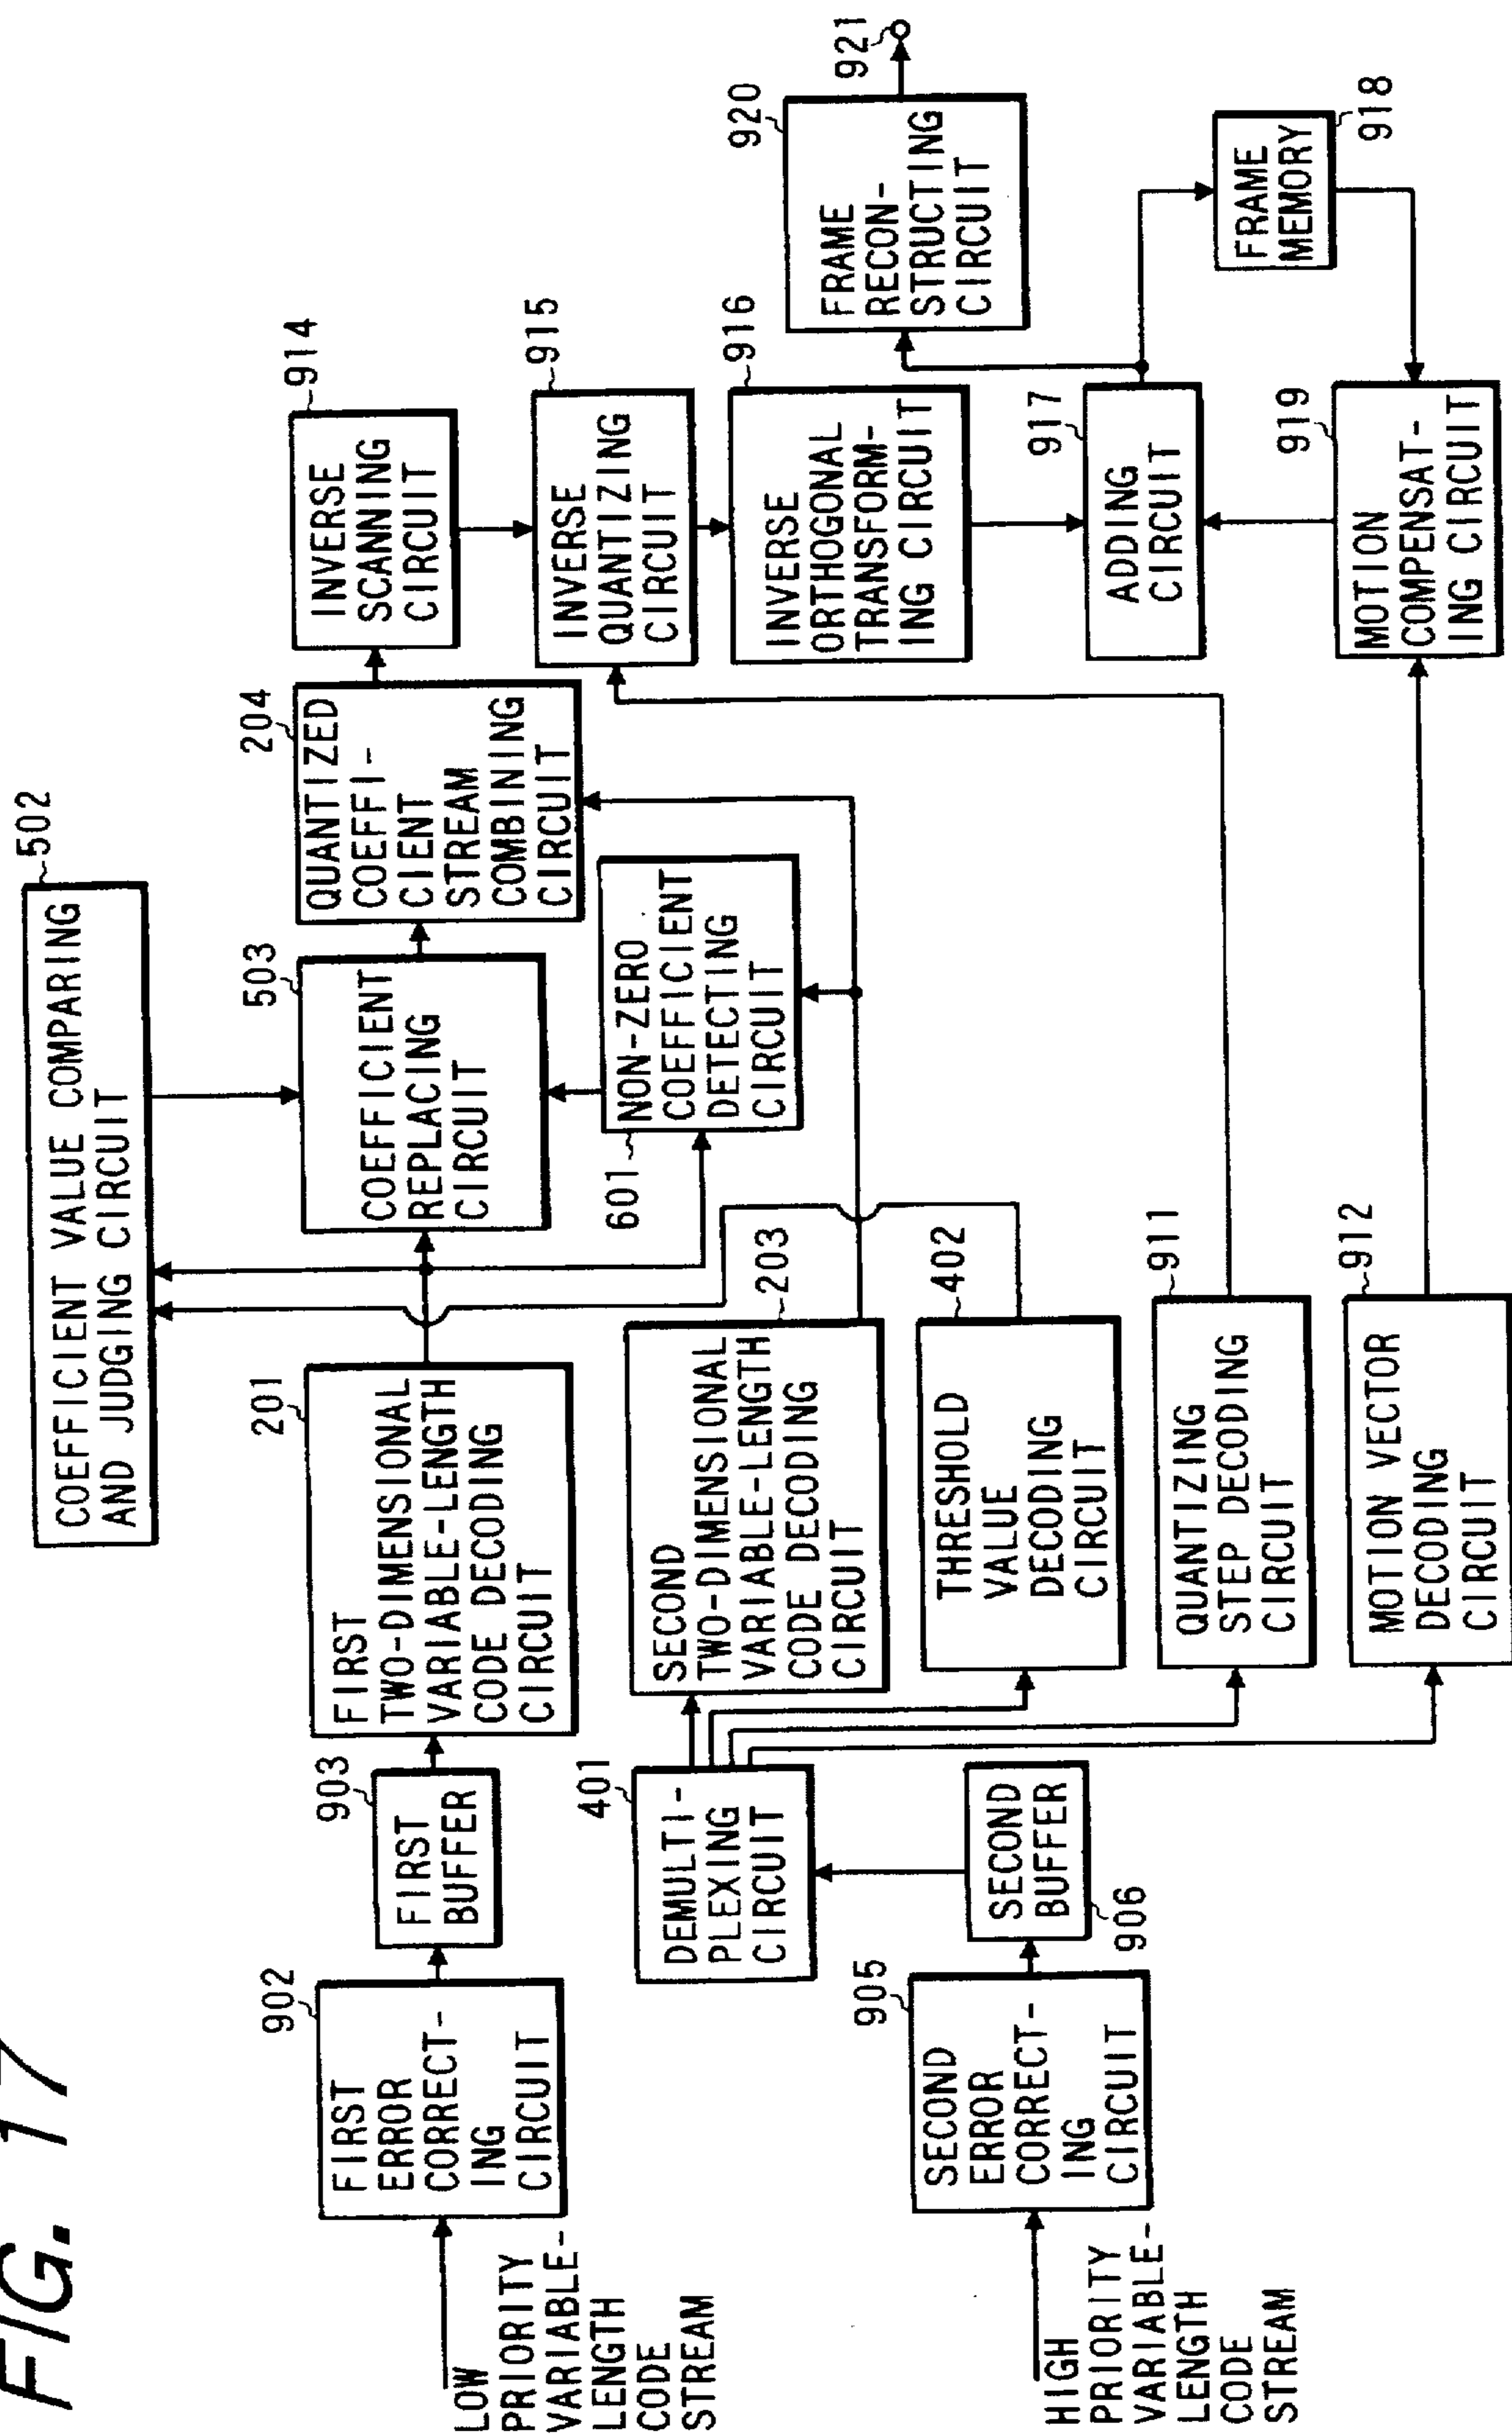 FIG. 17
LOW
PRIORITY
VARIABLE-
LENGTH
CODE
STREAM
902
FIRST
ERROR
CORRECT-
ING
CIRCUIT
903
FIRST
BUFFER
201
FIRST
TWO-DIMENSIONAL
VARIABLE-LENGTH
CODE DECODING
CIRCUIT
502
COEFFICIENT VALUE COMPARING
AND JUDGING CIRCUIT
503
COEFFICIENT
REPLACING
CIRCUIT
204
QUANTIZED
COEFFI-
CIENT
STREAM
COMBINING
CIRCUIT
914
INVERSE
SCANNING
CIRCUIT
HIGH
PRIORITY
VARIABLE-
LENGTH
CODE
STREAM
905
SECOND
ERROR
CORRECT-
ING
CIRCUIT
SECOND
BUFFER
906
401
DEMULTI-
PLEXING
CIRCUIT
203
SECOND
TWO-DIMENSIONAL
VARIABLE-LENGTH
CODE DECODING
CIRCUIT
601
NON-ZERO
COEFFICIENT
DETECTING
CIRCUIT
402
THRESHOLD
VALUE
DECODING
CIRCUIT
911
QUANTIZING
STEP DECODING
CIRCUIT
912
MOTION VECTOR
DECODING
CIRCUIT
915
INVERSE
QUANTIZING
CIRCUIT
916
INVERSE
ORTHOGONAL
TRANSFORM-
ING CIRCUIT
917
ADDING
CIRCUIT
919
MOTION
COMPENSAT-
ING CIRCUIT
920
FRAME
RECON-
STRUCTING
CIRCUIT
921
FRAME
MEMORY
918